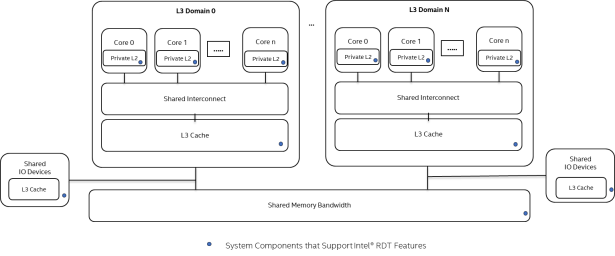 L3 Domain 0
...
L3 Domain N
Core 0
Core 1
.....
Core n
Core 0
Core 1
.....
Core n
Private L2
Private L2
Private L2
Private L2
Private L2
Private L2
Shared Interconnect
Shared Interconnect
L3 Cache
L3 Cache
Shared
IO Devices
L3 Cache
Shared
IO Devices
L3 Cache
Shared Memory Bandwidth
System Components that Support Intel® RDT Features